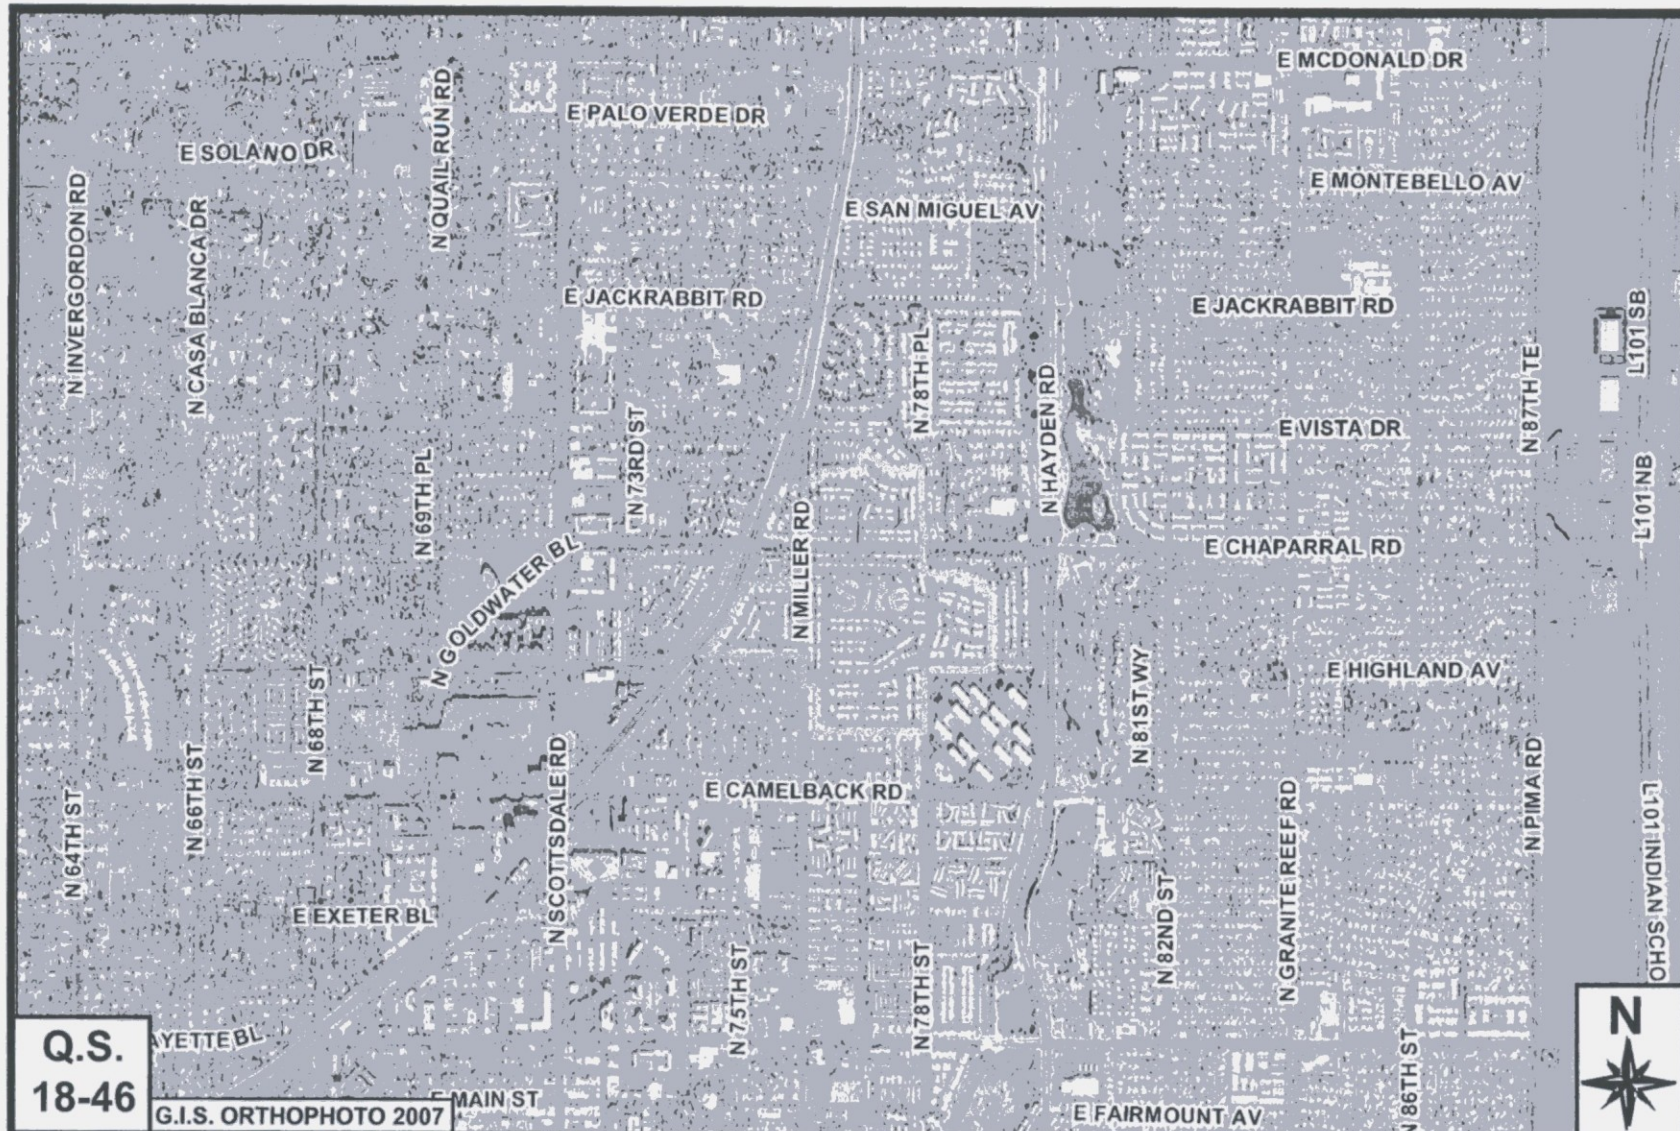 E MCDONALD DR
E PALO VERDE DR
E SOLANO DR
N QUAIL RUN RD
E MONTEBELLO AV
N INVERGORDON RD
N CASA BLANCA DR
E SAN MIGUEL AV
E JACKRABBIT RD
E JACKRABBIT RD
L101 SB
N 78TH PL
N 87TH TE
N HAYDEN RD
E VISTA DR
N 73RD ST
N 69TH PL
L101 NB
N MILLER RD
E CHAPARRAL RD
N GOLDWATER BL
E HIGHLAND AV
N 68TH ST
N 81ST WY
N 66TH ST
N SCOTTSDALE RD
E CAMELBACK RD
N PIMA RD
N 64TH ST
N GRANITE REEF RD
L101 INDIAN SCHO
E EXETER BL
N 82ND ST
N 75TH ST
N 78TH ST
AYETTE BL
N 86TH ST
E MAIN ST
E FAIRMOUNT AV
Q.S.
18-46
G.I.S. ORTHOPHOTO 2007
N